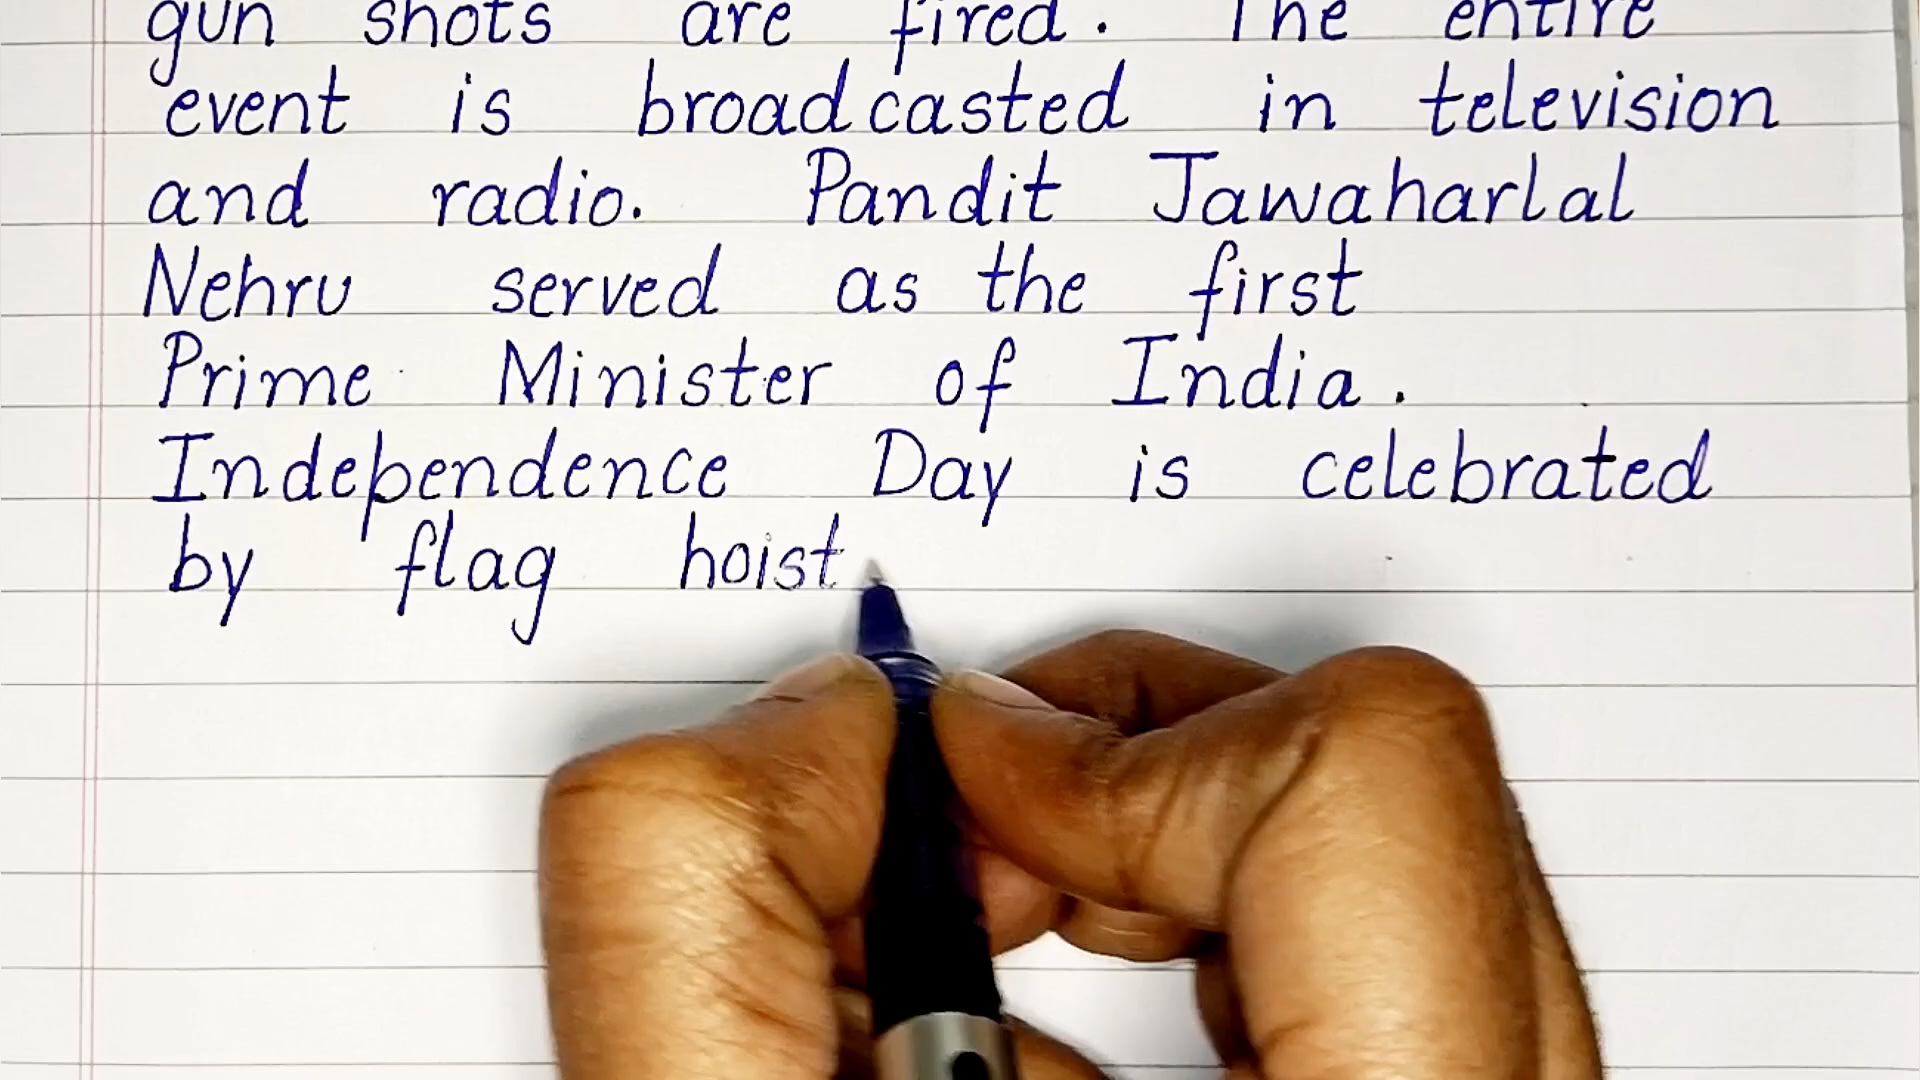 gun shots are fired. The entire
event is broadcasted in television
and radio. Pandit Jawaharlal
Nehru served as the first
Prime Minister of India.
Independence Day is celebrated
by flag hoist